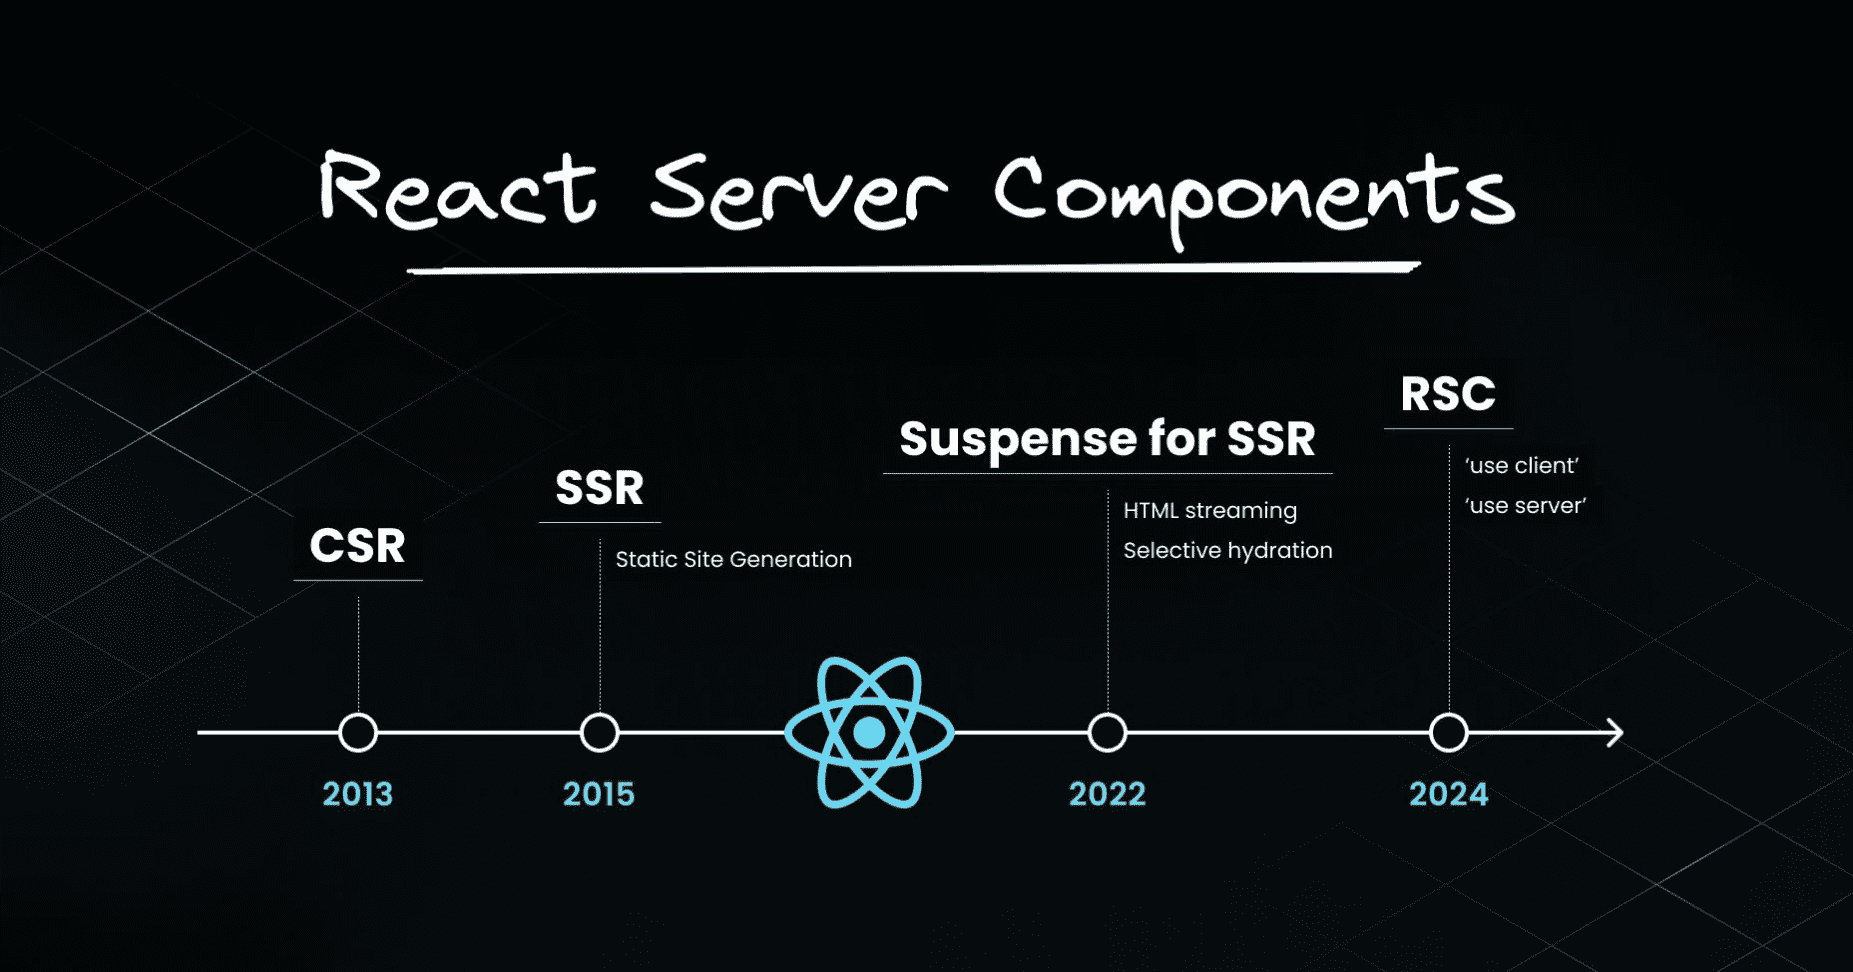 React Server Components
CSR
2013
SSR
Static Site Generation
2015
Suspense for SSR
HTML streaming
Selective hydration
2022
RSC
‘use client’
‘use server’
2024